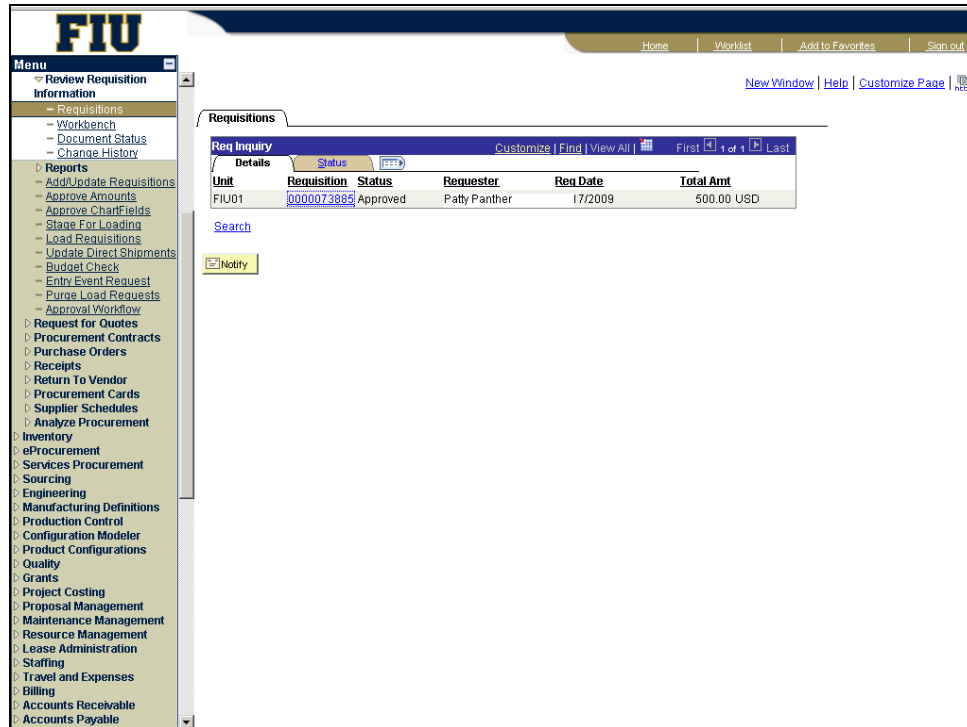 FIU
Home | Worklist | Add to Favorites | Sign out
Menu
Review Requisition Information
Requisitions
Workbench
Document Status
Change History
Reports
Add/Update Requisitions
Approve Amounts
Approve ChartFields
Stage For Loading
Load Requisitions
Update Direct Shipments
Budget Check
Entry Event Request
Purge Load Requests
Approval Workflow
Request for Quotes
Procurement Contracts
Purchase Orders
Receipts
Return To Vendor
Procurement Cards
Supplier Schedules
Analyze Procurement
Inventory
eProcurement
Services Procurement
Sourcing
Engineering
Manufacturing Definitions
Production Control
Configuration Modeler
Product Configurations
Quality
Grants
Project Costing
Proposal Management
Maintenance Management
Resource Management
Lease Administration
Staffing
Travel and Expenses
Billing
Accounts Receivable
Accounts Payable
New Window | Help | Customize Page |
Requisitions
Req Inquiry Customize | Find | View All | First 1 of 1 Last
Details Status
Unit Requisition Status Requester Req Date Total Amt
FIU01 0000073885 Approved Patty Panther 7/2009 500.00 USD
Search
Notify